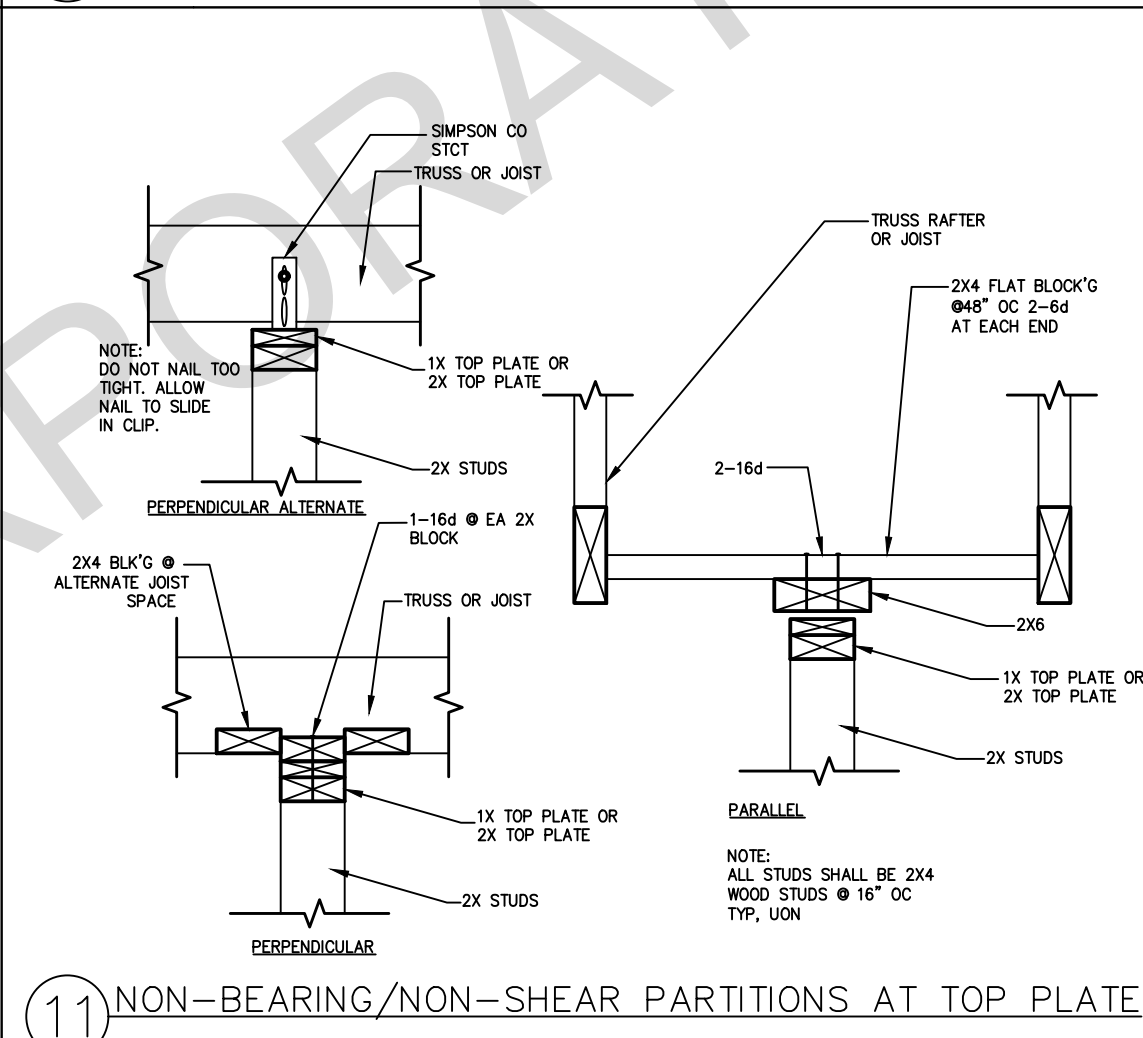 SIMPSON CO
STCT
TRUSS OR JOIST
NOTE:
DO NOT NAIL TOO
TIGHT. ALLOW
NAIL TO SLIDE
IN CLIP.
1X TOP PLATE OR
2X TOP PLATE
2X STUDS
PERPENDICULAR ALTERNATE
TRUSS RAFTER
OR JOIST
2X4 FLAT BLOCK'G
@48" OC 2-6d
AT EACH END
2-16d
2X6
1X TOP PLATE OR
2X TOP PLATE
2X STUDS
PARALLEL
NOTE:
ALL STUDS SHALL BE 2X4
WOOD STUDS @ 16" OC
TYP, UON
1-16d @ EA 2X
BLOCK
2X4 BLK'G @
ALTERNATE JOIST
SPACE
TRUSS OR JOIST
1X TOP PLATE OR
2X TOP PLATE
2X STUDS
PERPENDICULAR
11 NON-BEARING/NON-SHEAR PARTITIONS AT TOP PLATE